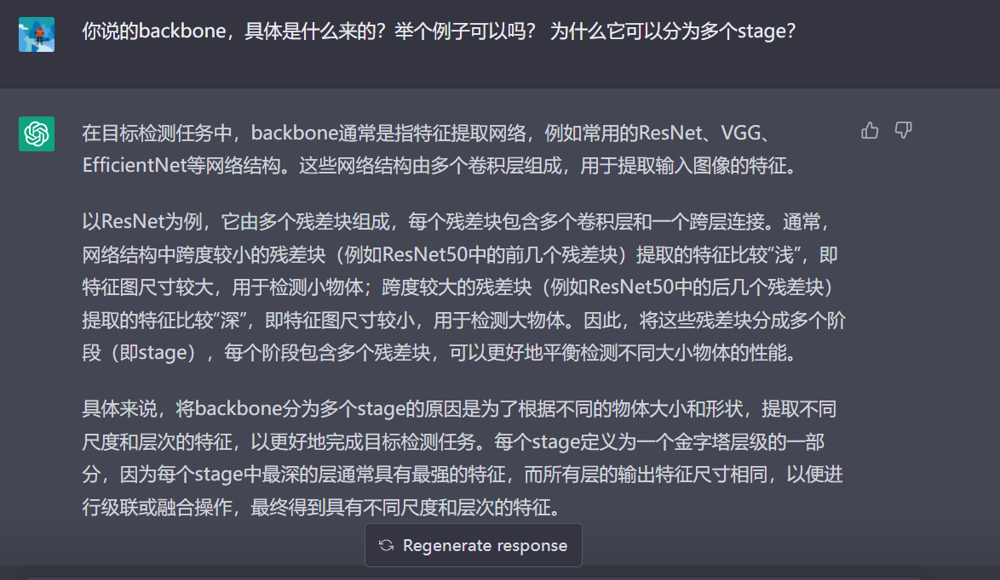 你说的backbone，具体是什么来的？举个例子可以吗？ 为什么它可以分为多个stage？
在目标检测任务中，backbone通常是指特征提取网络，例如常用的ResNet、VGG、
EfficientNet等网络结构。这些网络结构由多个卷积层组成，用于提取输入图像的特征。
以ResNet为例，它由多个残差块组成，每个残差块包含多个卷积层和一个跨层连接。通常，
网络结构中跨度较小的残差块（例如ResNet50中的前几个残差块）提取的特征比较“浅”，即
特征图尺寸较大，用于检测小物体；跨度较大的残差块（例如ResNet50中的后几个残差块）
提取的特征比较“深”，即特征图尺寸较小，用于检测大物体。因此，将这些残差块分成多个阶
段（即stage），每个阶段包含多个残差块，可以更好地平衡检测不同大小物体的性能。
具体来说，将backbone分为多个stage的原因是为了根据不同的物体大小和形状，提取不同
尺度和层次的特征，以更好地完成目标检测任务。每个stage定义为一个金字塔层级的一部
分，因为每个stage中最深的层通常具有最强的特征，而所有层的输出特征尺寸相同，以便进
行级联或融合操作，最终得到具有不同尺度和层次的特征。
Regenerate response